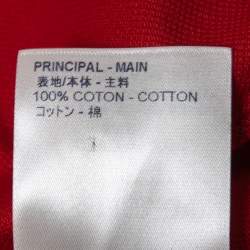 PRINCIPAL - MAIN
表地/本体 - 主料
100% COTON - COTTON
コットン - 棉